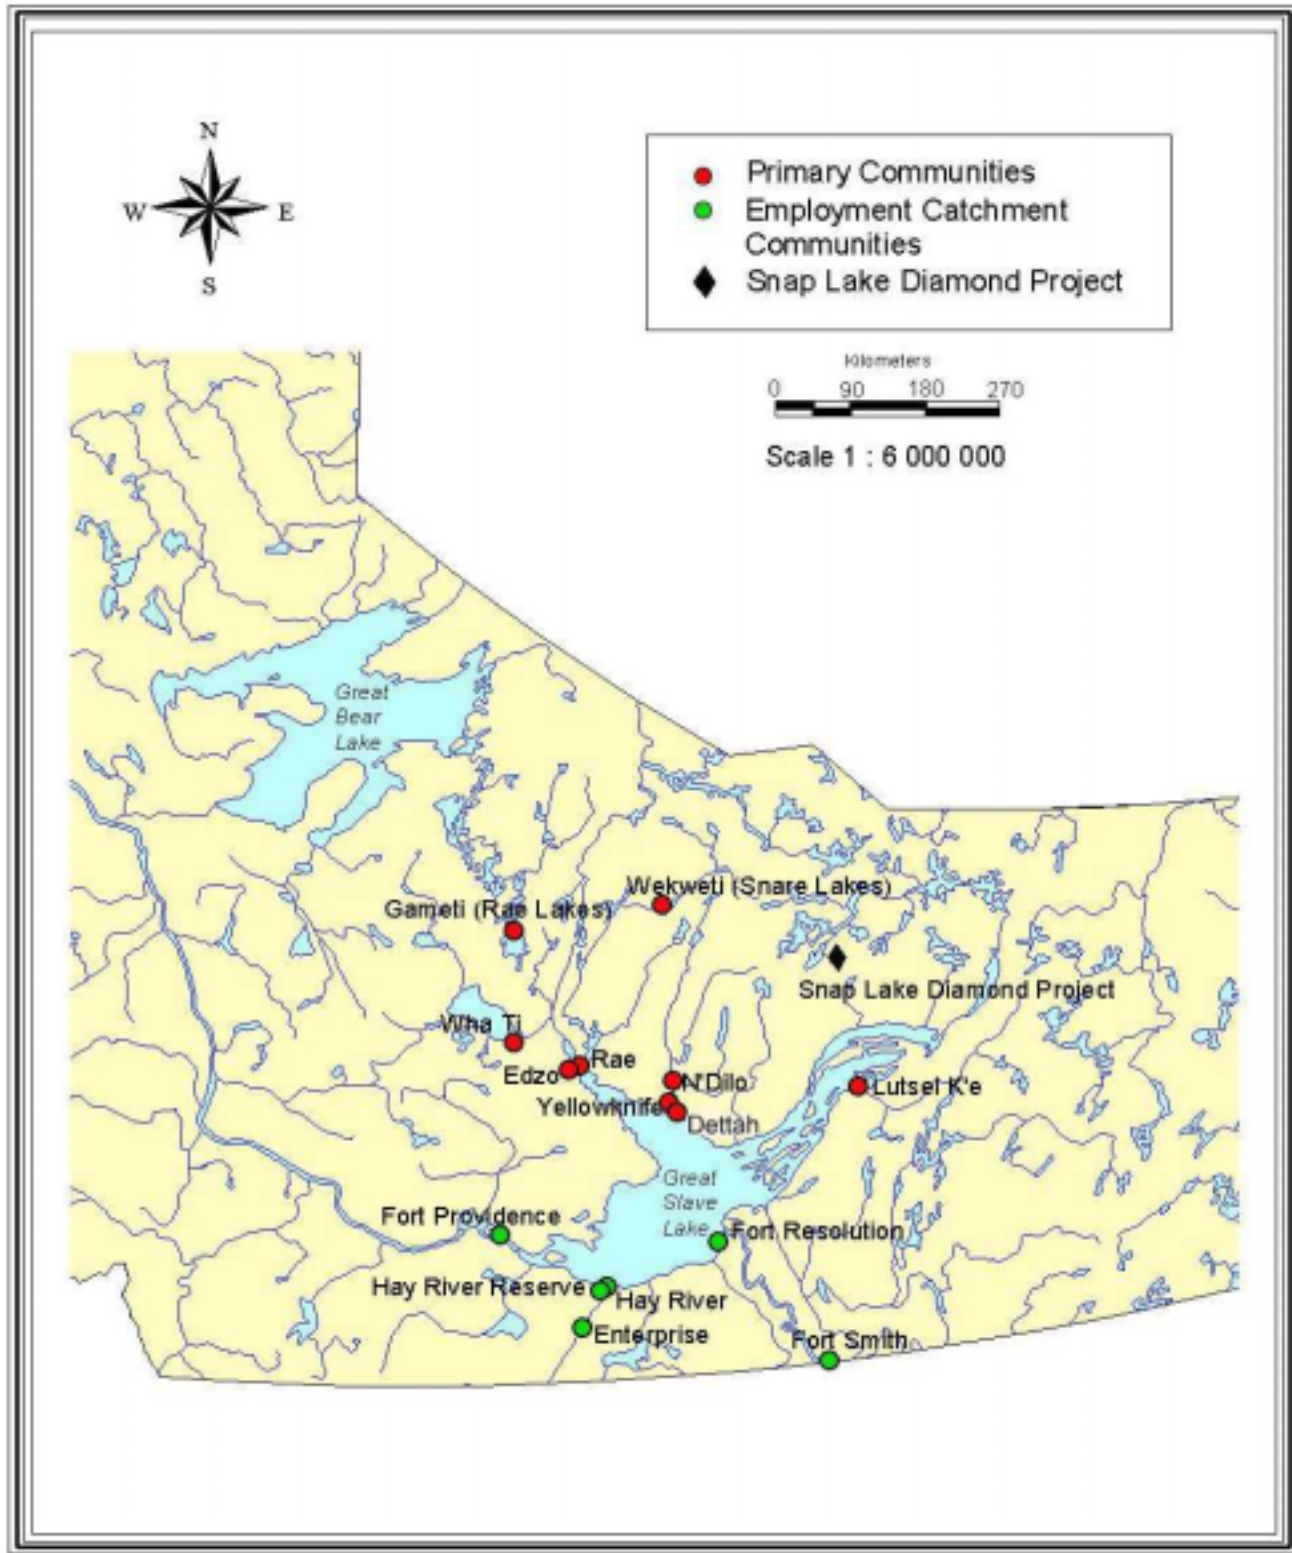 N
W E
S
Primary Communities
Employment Catchment
Communities
Snap Lake Diamond Project
Kilometers
0 90 180 270
Scale 1 : 6 000 000
Great
Bear
Lake
Wekweti (Snare Lakes)
Gameti (Rae Lakes)
Snap Lake Diamond Project
Wha Ti
Rae
Edzo
N'Dilo
Lutsel K'e
Yellowknife
Dettah
Great
Slave
Lake
Fort Providence
Fort Resolution
Hay River Reserve
Hay River
Enterprise
Fort Smith